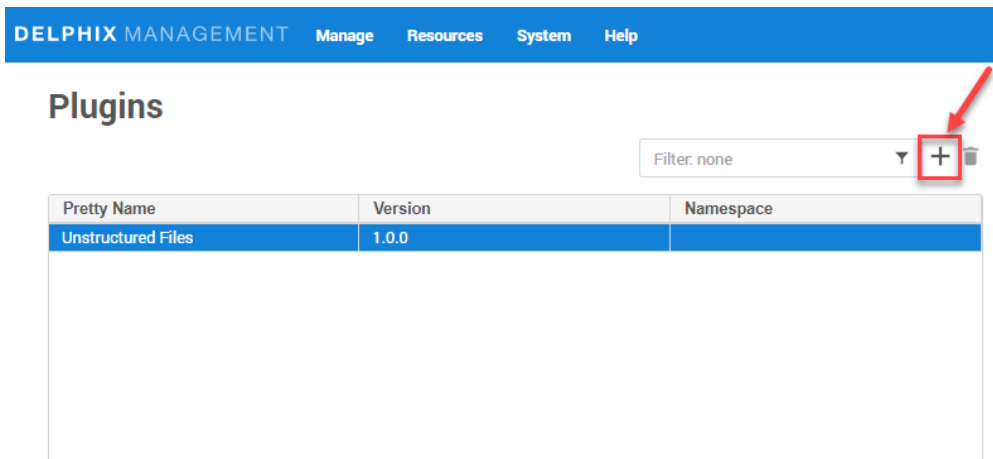 DELPHIX MANAGEMENT Manage Resources System Help
Plugins
Filter: none
Pretty Name Version Namespace
Unstructured Files 1.0.0